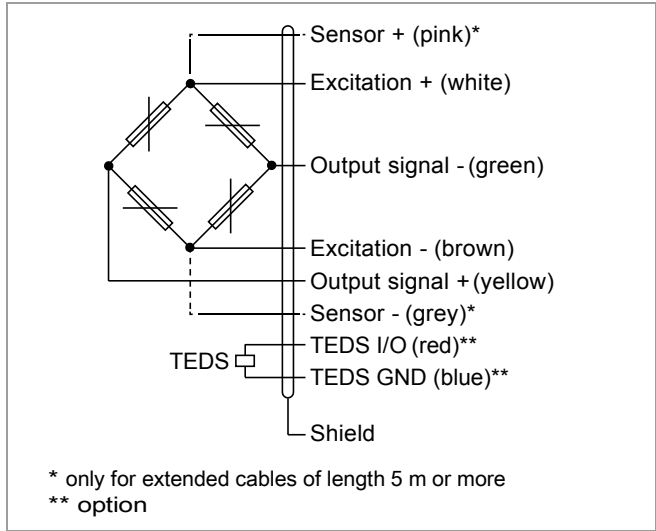 Sensor + (pink)*
Excitation + (white)
Output signal - (green)
Excitation - (brown)
Output signal + (yellow)
Sensor - (grey)*
TEDS I/O (red)**
TEDS
TEDS GND (blue)**
Shield
* only for extended cables of length 5 m or more
** option